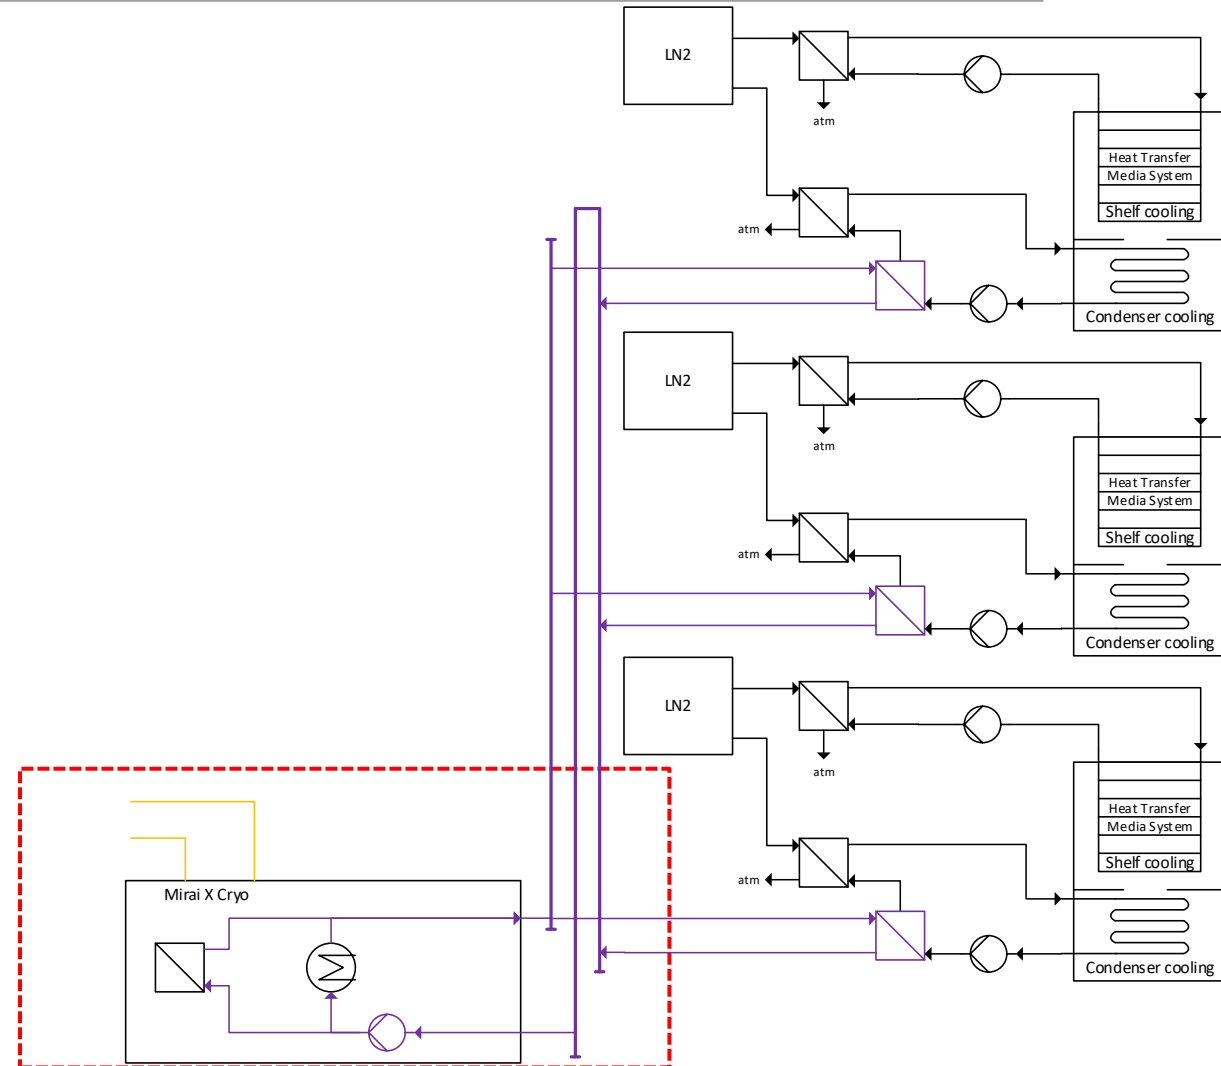 LN2
atm
Heat Transfer
Media System
Shelf cooling
atm
Condenser cooling
LN2
atm
Heat Transfer
Media System
Shelf cooling
atm
Condenser cooling
LN2
atm
Heat Transfer
Media System
Shelf cooling
atm
Mirai X Cryo
Condenser cooling